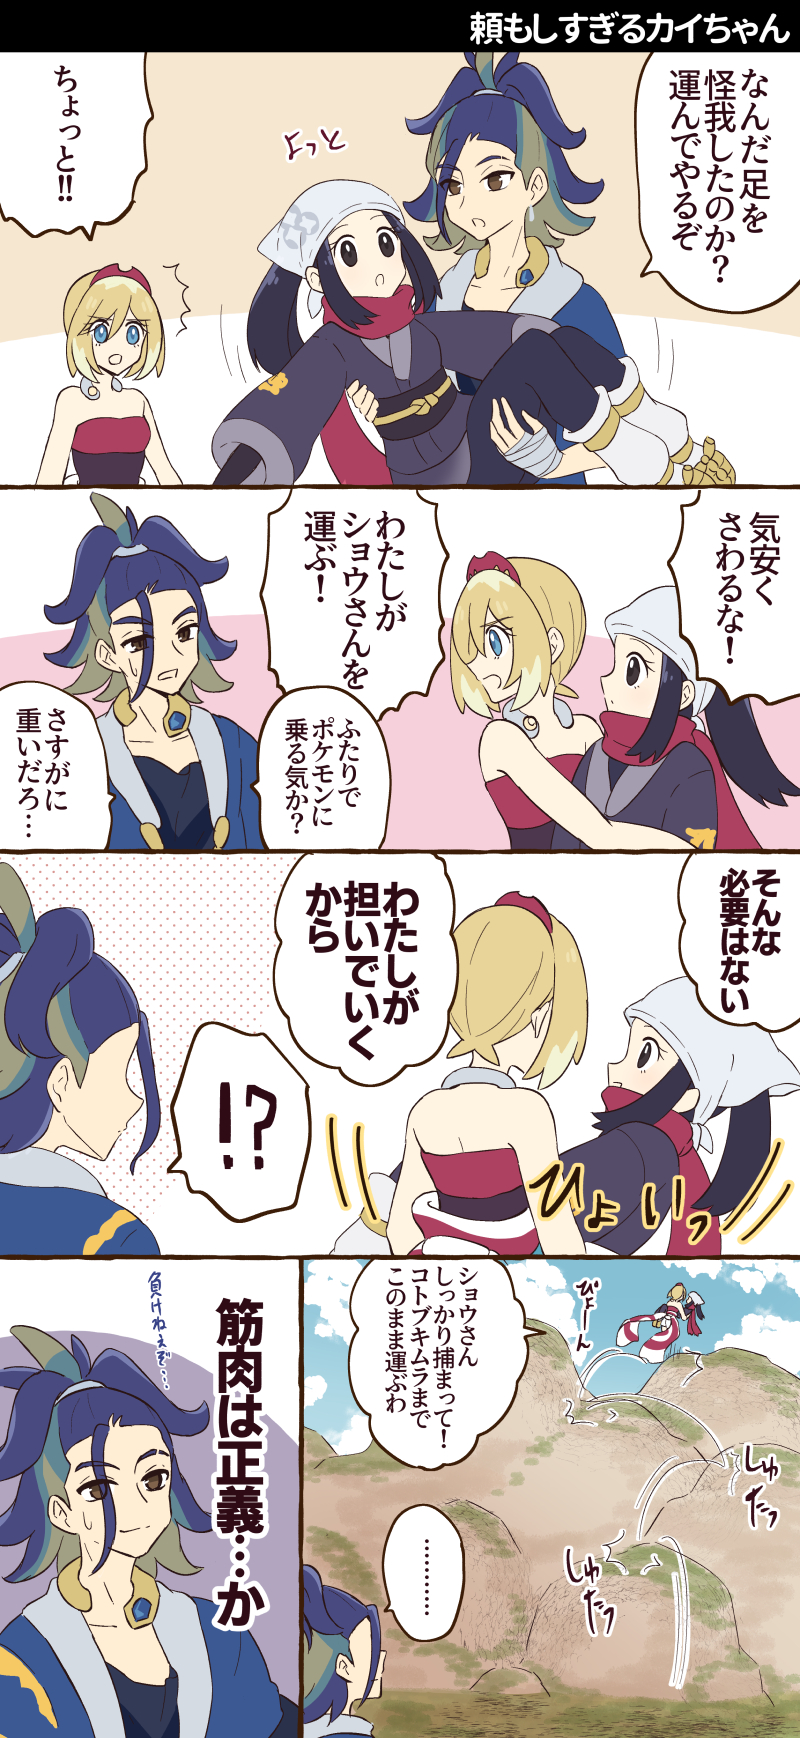 頼もしすぎるカイちゃん
なんだ足を
怪我したのか？
運んでやるぞ
よっと
ちょっと!!
気安く
さわるな！
わたしが
ショウさんを
運ぶ！
ふたりで
ポケモンに
乗る気か？
さすがに
重いだろ…
そんな
必要はない
わたしが
担いでいく
から
ひょいっ
!?
ショウさん
しっかり捕まって！
コトブキムラまで
このまま運ぶわ
ぴょーん
しゅたっ
しゅたっ
…………
筋肉は正義…か
負けねぇぞ…